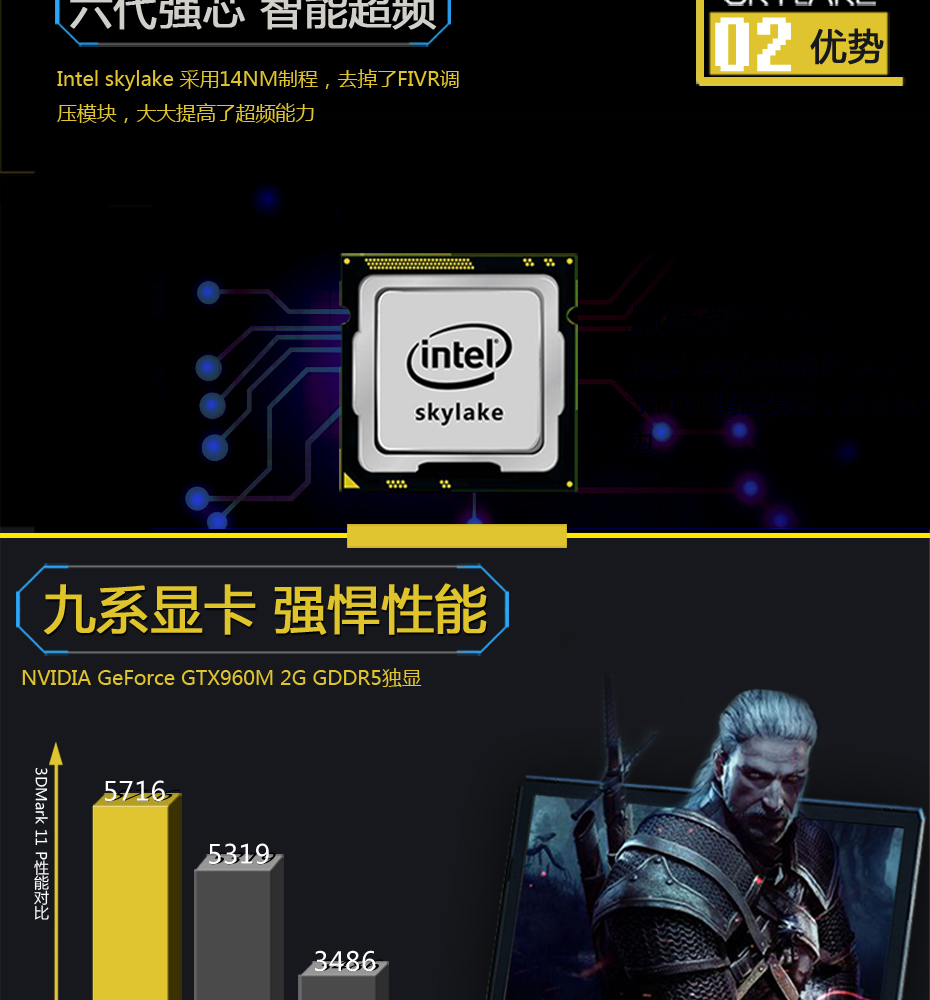 六代强芯 智能超频
SKYLAKE
02 优势
Intel skylake 采用14NM制程，去掉了FIVR调
压模块，大大提高了超频能力
intel
skylake
九系显卡 强悍性能
NVIDIA GeForce GTX960M 2G GDDR5独显
3DMark 11 P性能对比
5716
5319
3486